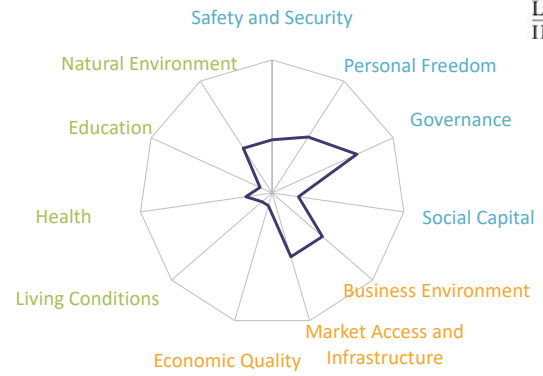 Safety and Security
Natural Environment
Personal Freedom
Education
Governance
Health
Social Capital
Living Conditions
Business Environment
Economic Quality
Market Access and
Infrastructure